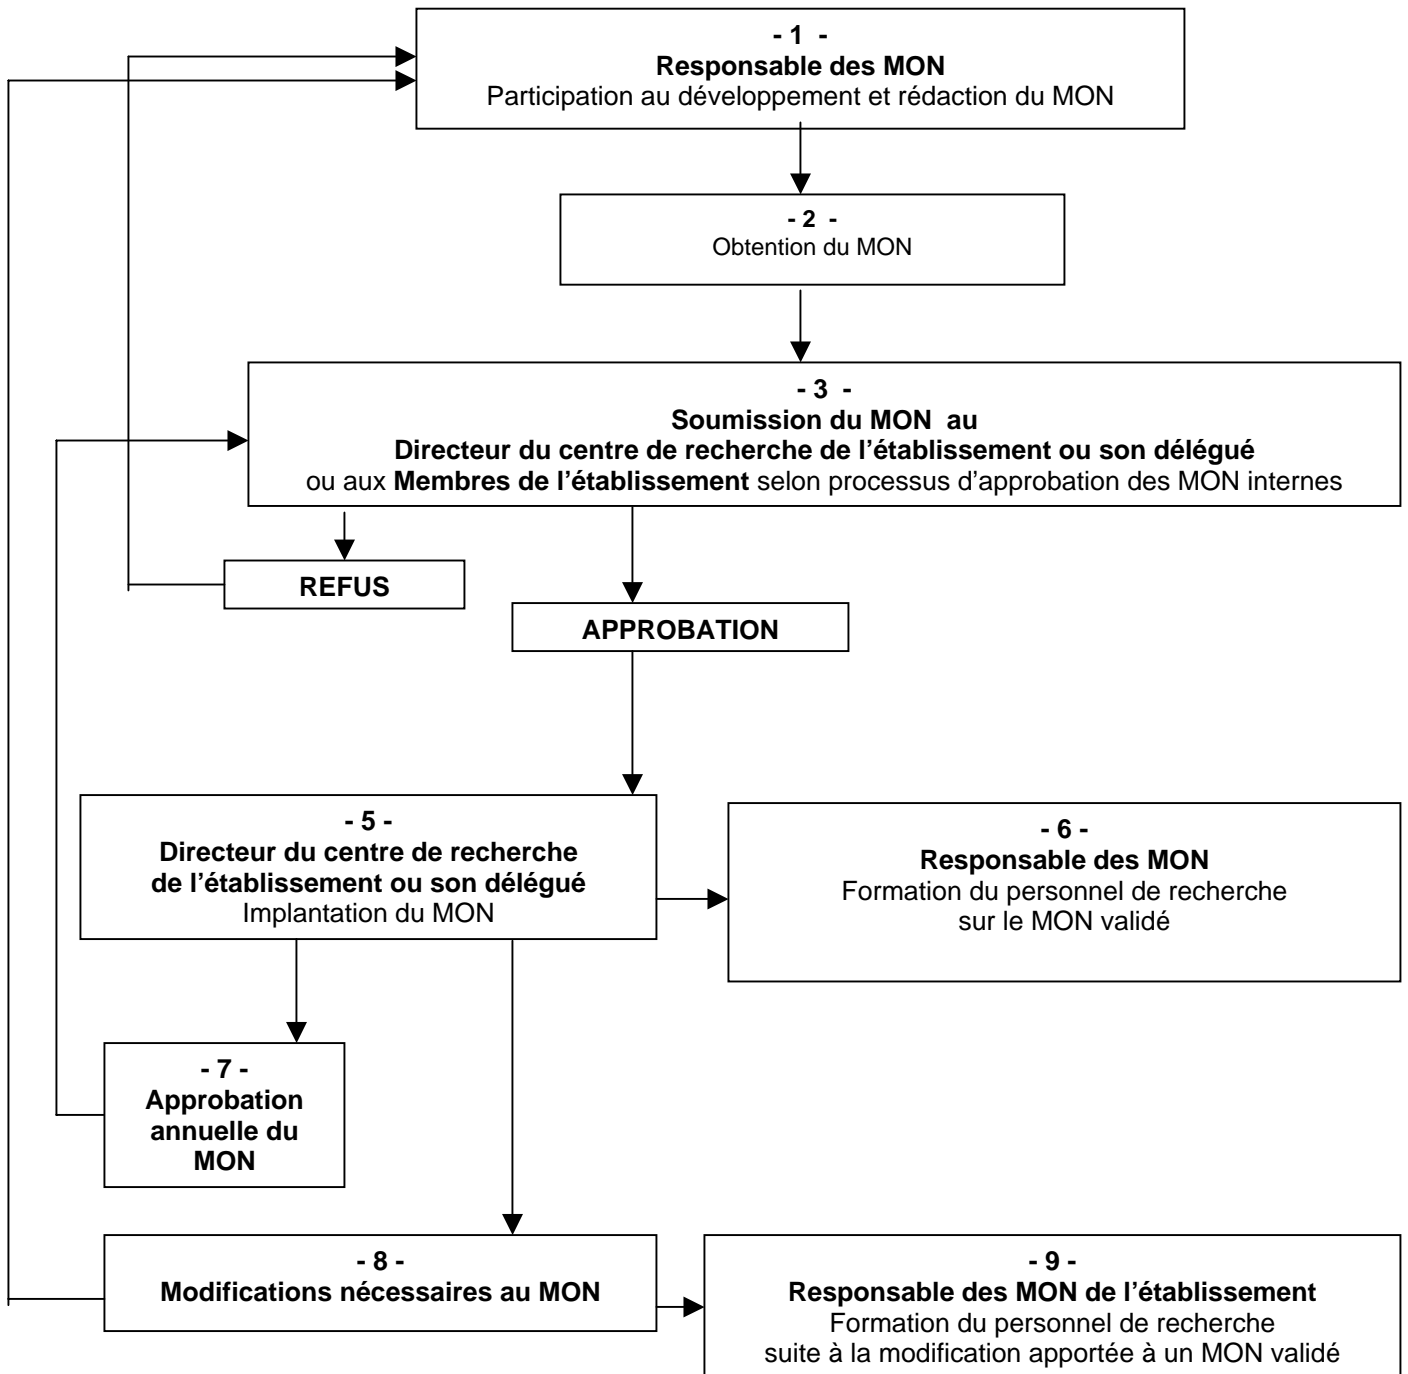 - 1 -
Responsable des MON
Participation au développement et rédaction du MON
- 2 -
Obtention du MON
- 3 -
Soumission du MON au
Directeur du centre de recherche de l’établissement ou son délégué
ou aux Membres de l’établissement selon processus d’approbation des MON internes
REFUS
APPROBATION
- 5 -
Directeur du centre de recherche
de l’établissement ou son délégué
Implantation du MON
- 6 -
Responsable des MON
Formation du personnel de recherche
sur le MON validé
- 7 -
Approbation
annuelle du
MON
- 8 -
Modifications nécessaires au MON
- 9 -
Responsable des MON de l’établissement
Formation du personnel de recherche
suite à la modification apportée à un MON validé